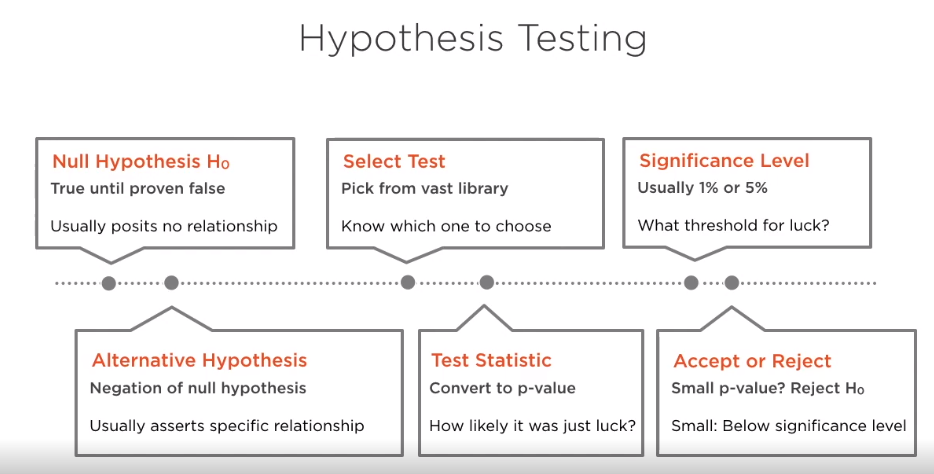 Hypothesis Testing
Null Hypothesis H₀
True until proven false
Usually posits no relationship
Select Test
Pick from vast library
Know which one to choose
Significance Level
Usually 1% or 5%
What threshold for luck?
Alternative Hypothesis
Negation of null hypothesis
Usually asserts specific relationship
Test Statistic
Convert to p-value
How likely it was just luck?
Accept or Reject
Small p-value? Reject H₀
Small: Below significance level